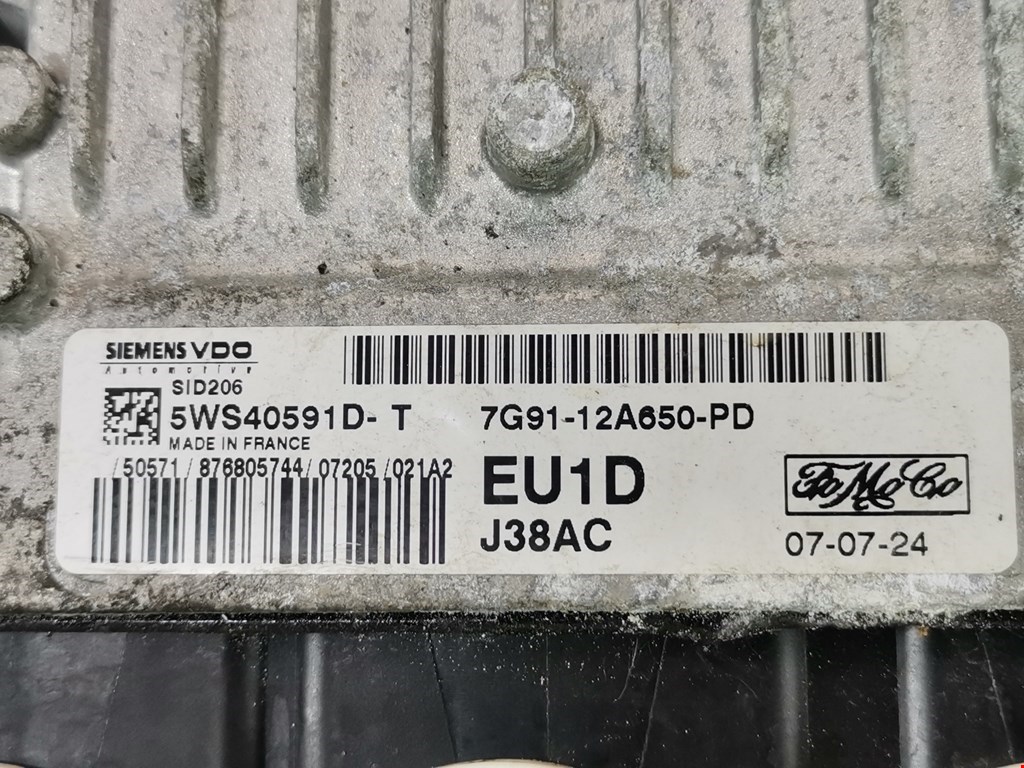 SIEMENS VDO
Automotive
SID206
5WS40591D- T 7G91-12A650-PD
MADE IN FRANCE
/50571/876805744/07205/021A2
EU1D
FoMoCo
J38AC
07-07-24